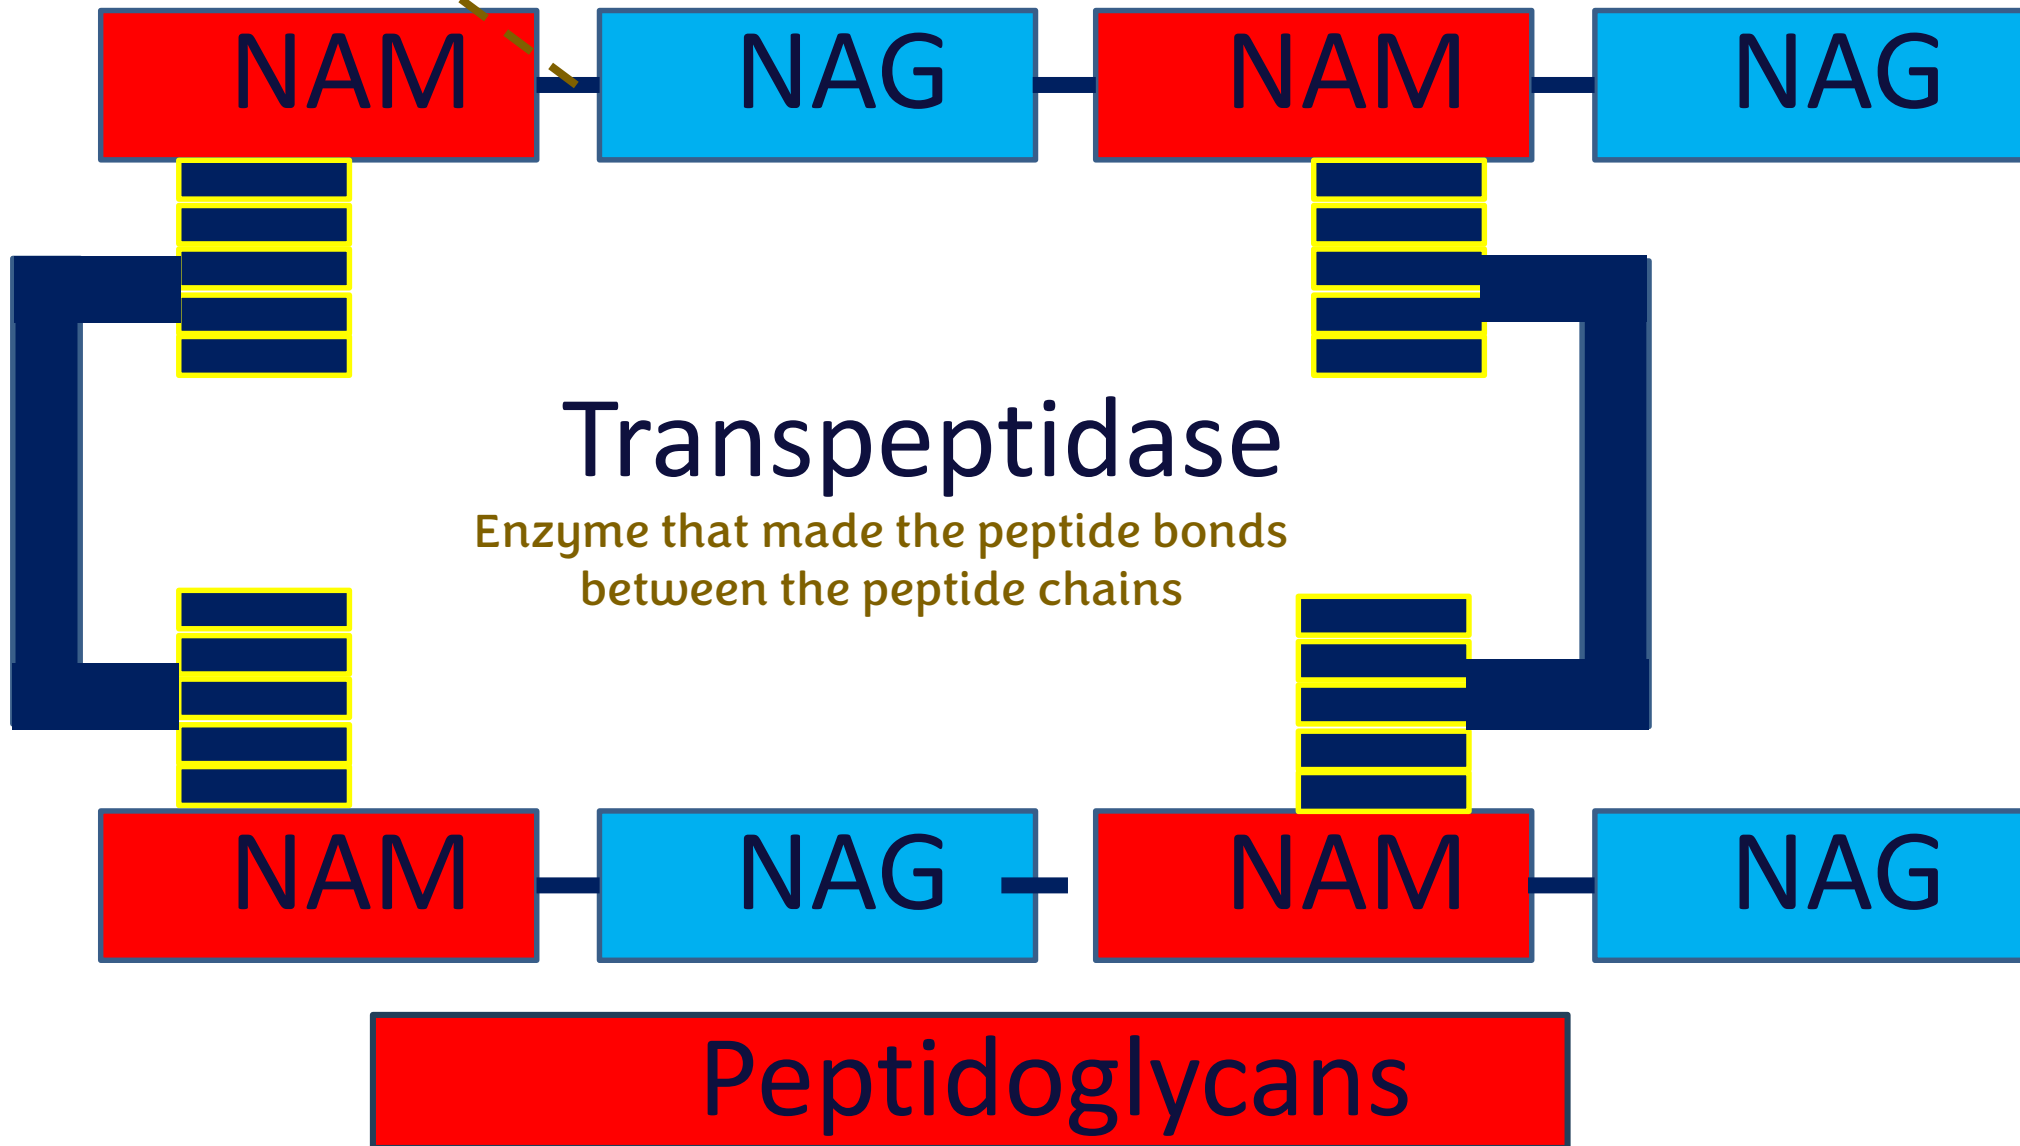 NAM NAG NAM NAG
Transpeptidase
Enzyme that made the peptide bonds
between the peptide chains
NAM NAG NAM NAG
Peptidoglycans